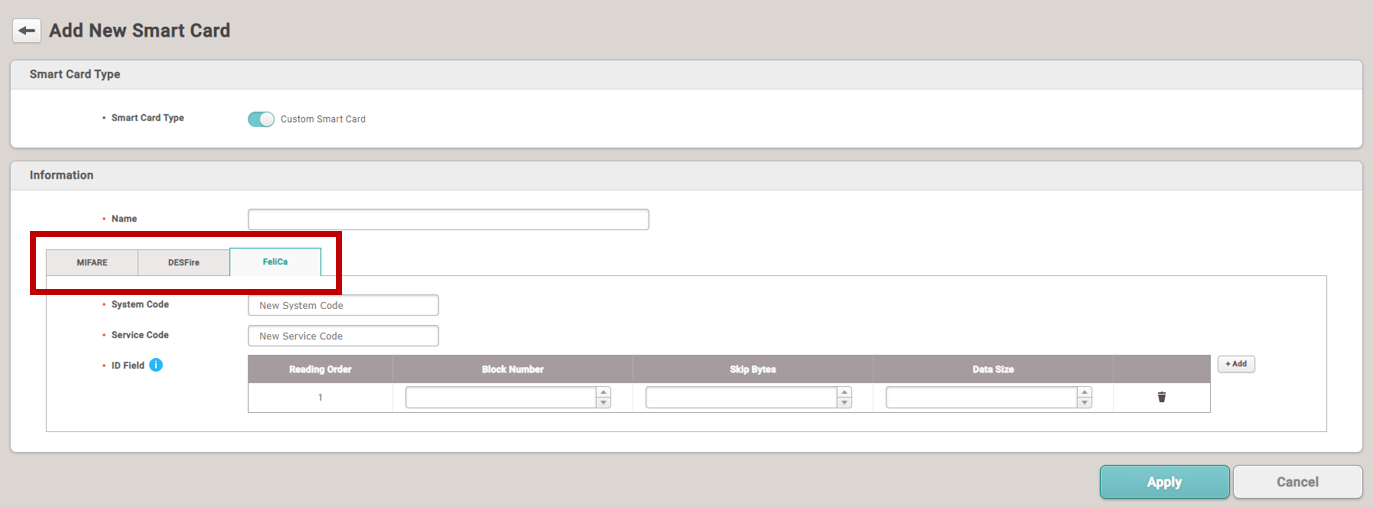 Add New Smart Card
Smart Card Type
• Smart Card Type Custom Smart Card
Information
• Name
MIFARE DESFire FeliCa
• System Code New System Code
• Service Code New Service Code
• ID Field i Reading Order Block Number Skip Bytes Data Size + Add
1
Apply Cancel